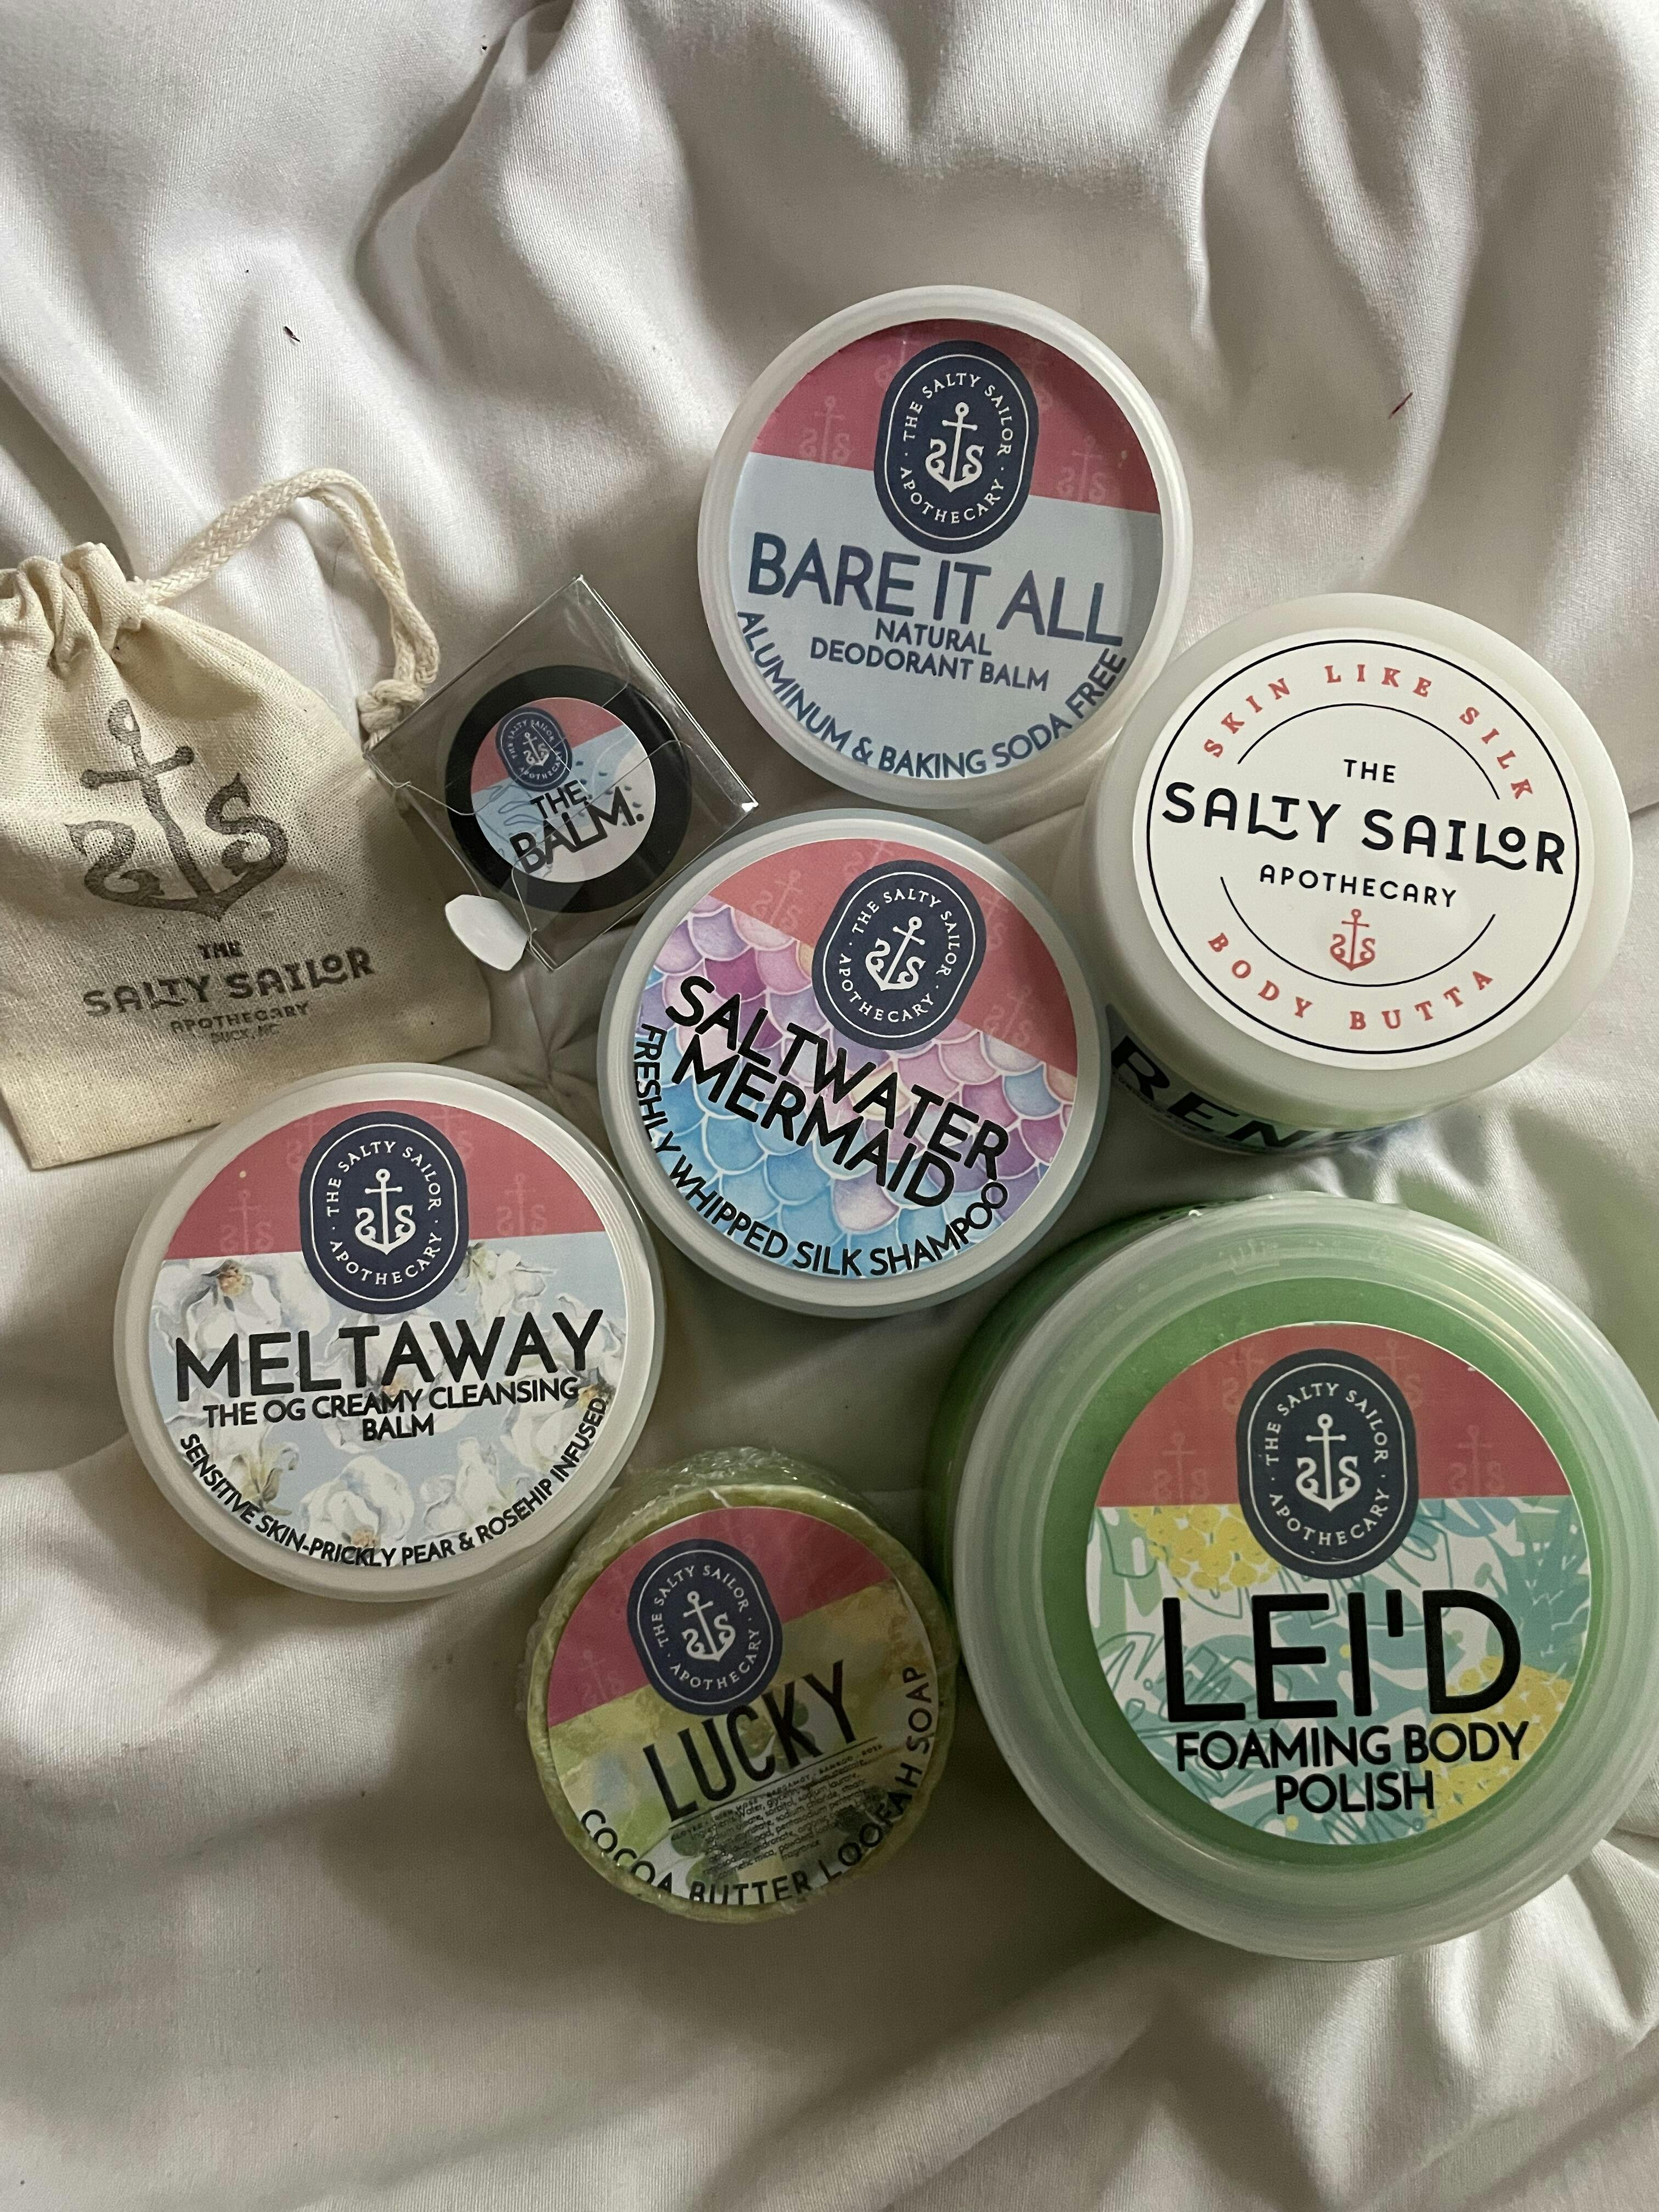 THE SALTY SAILOR
APOTHECARY
BARE IT ALL
NATURAL
DEODORANT BALM
ALUMINUM & BAKING SODA FREE
THE SALTY SAILOR
APOTHECARY
THE
BALM.
SKIN LIKE SILK
THE
SALTY SAILOR
APOTHECARY
BODY BUTTA
THE
SALTY SAILOR
APOTHECARY
DUCK, NC
THE SALTY SAILOR
APOTHECARY
SALTWATER
MERMAID
FRESHLY WHIPPED SILK SHAMPOO
THE SALTY SAILOR
APOTHECARY
MELTAWAY
THE OG CREAMY CLEANSING
BALM
SENSITIVE SKIN-PRICKLY PEAR & ROSEHIP INFUSED
THE SALTY SAILOR
APOTHECARY
LEI'D
FOAMING BODY
POLISH
THE SALTY SAILOR
APOTHECARY
LUCKY
COCOA BUTTER LOOFAH SOAP